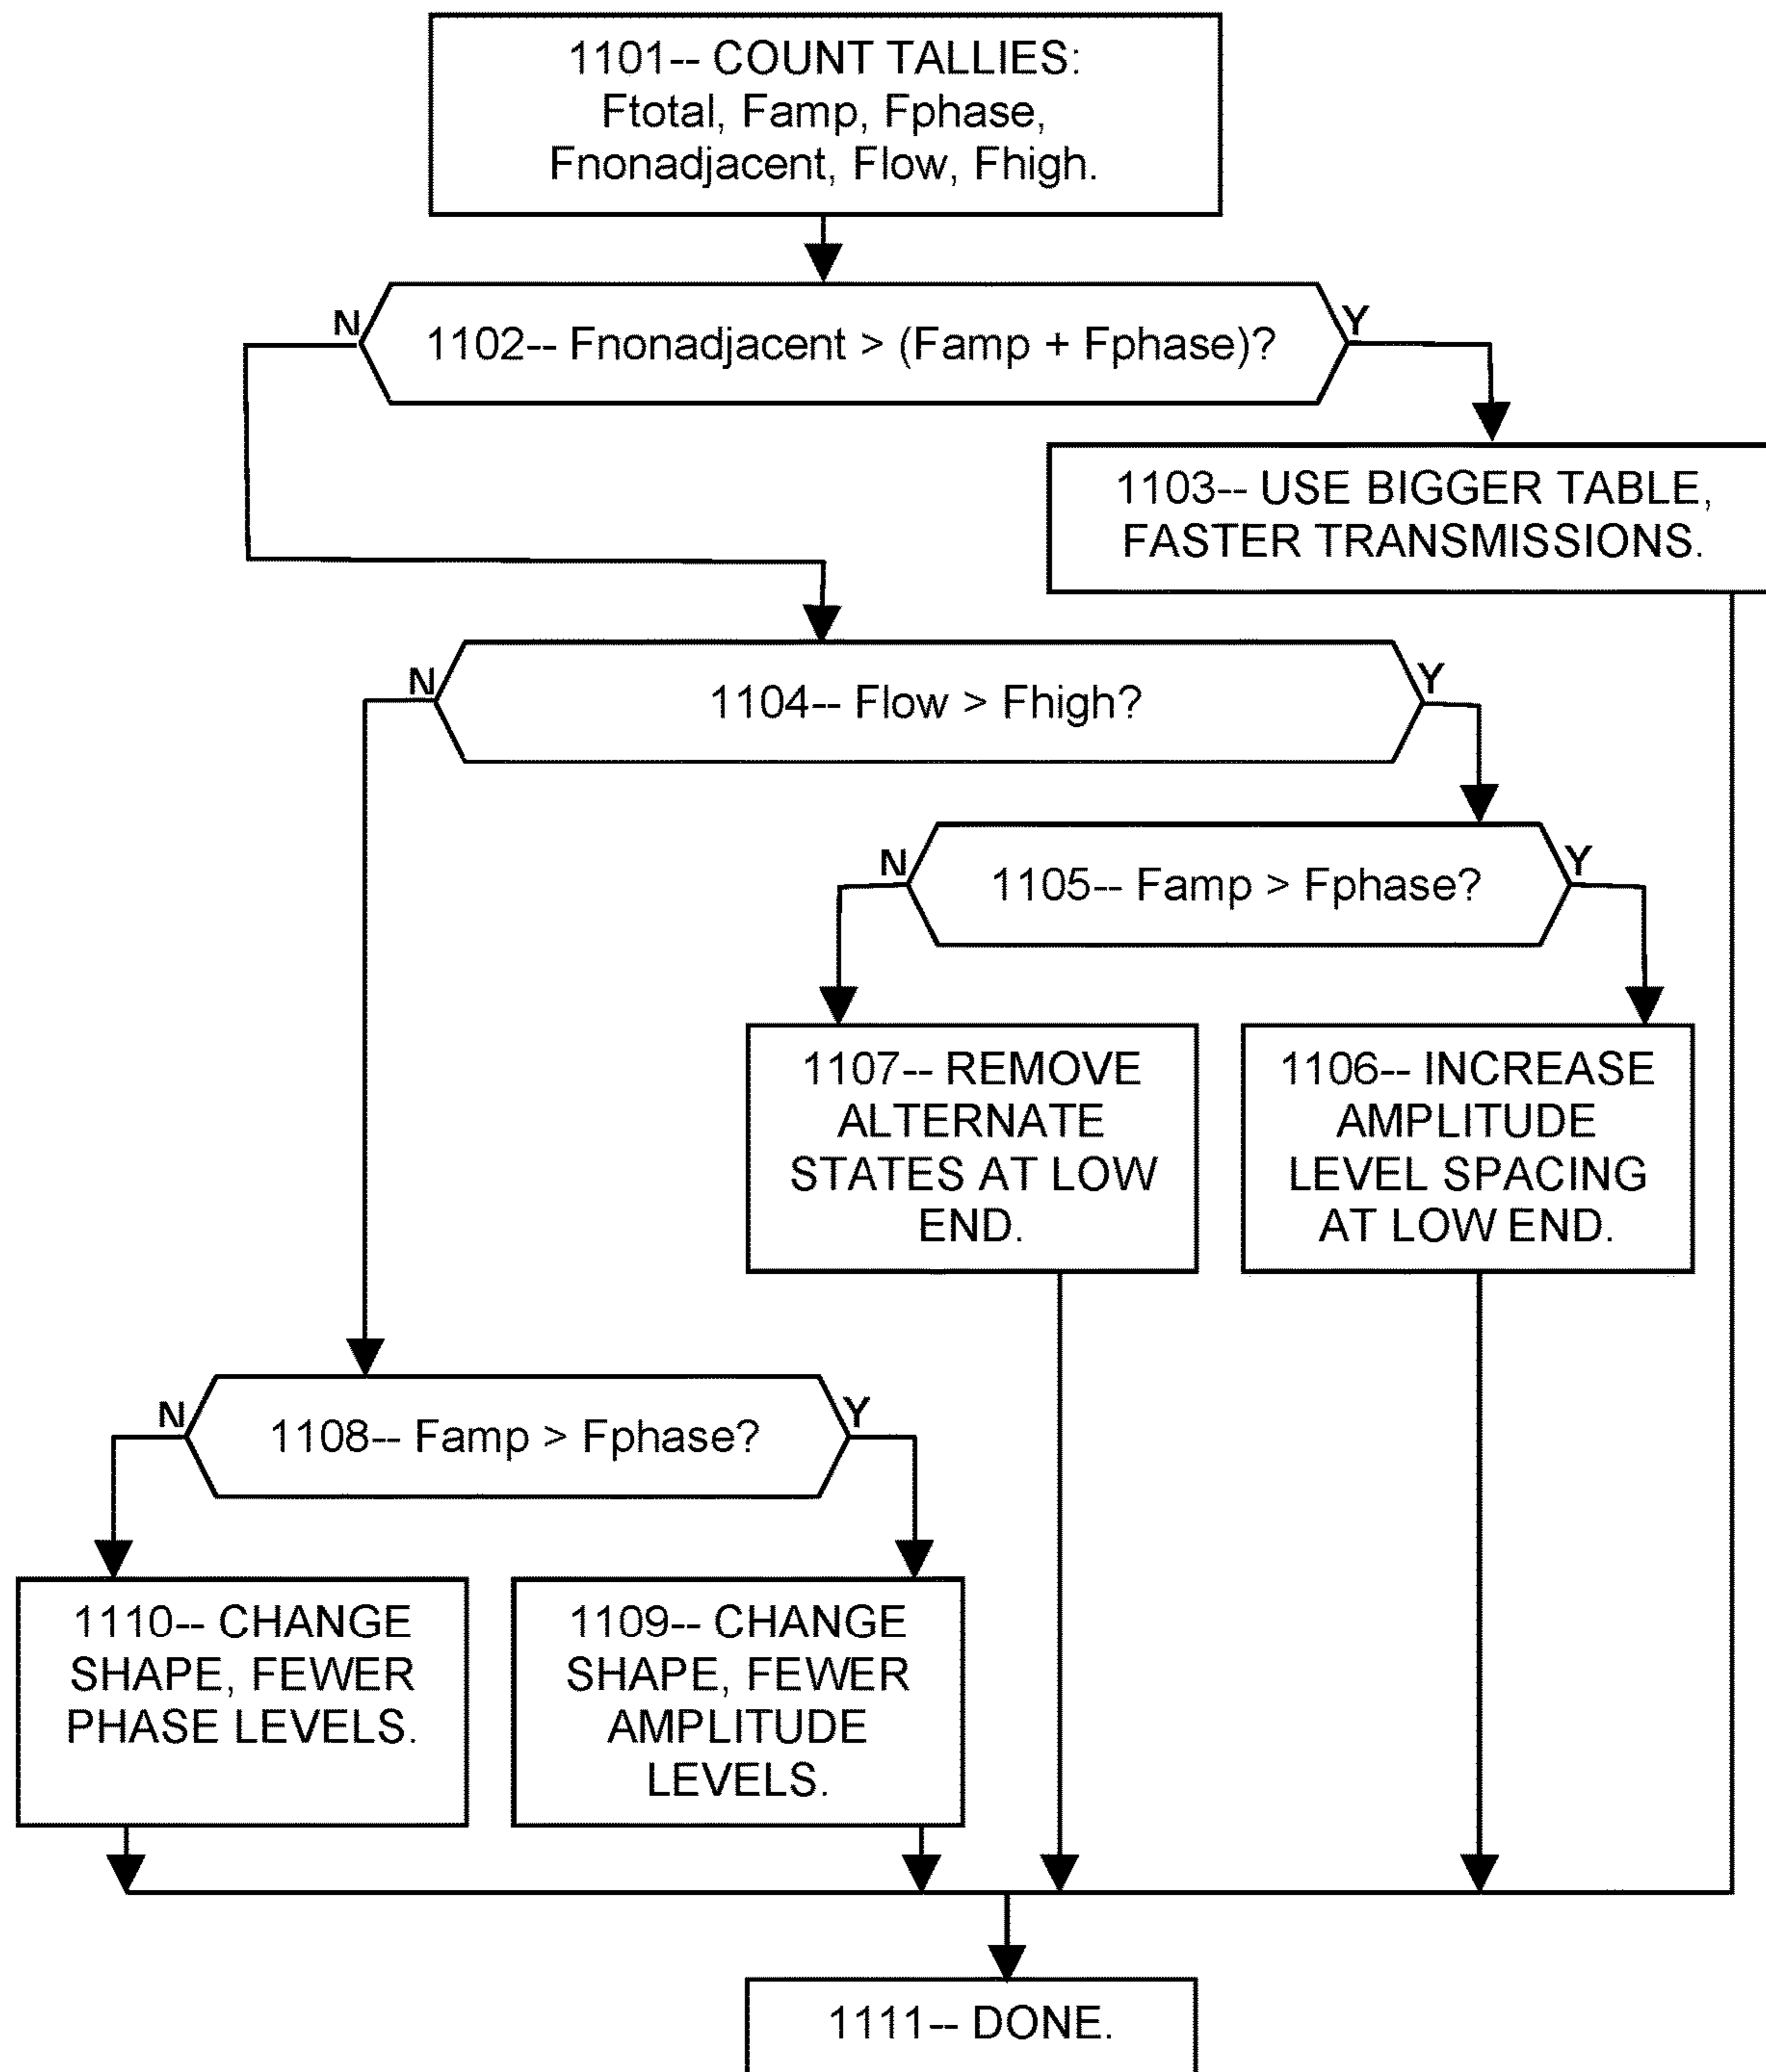 1101-- COUNT TALLIES:
Ftotal, Famp, Fphase,
Fnonadjacent, Flow, Fhigh.
N
Y
1102-- Fnonadjacent > (Famp + Fphase)?
1103-- USE BIGGER TABLE,
FASTER TRANSMISSIONS.
N
Y
1104-- Flow > Fhigh?
N
Y
1105-- Famp > Fphase?
1107-- REMOVE
ALTERNATE
STATES AT LOW
END.
1106-- INCREASE
AMPLITUDE
LEVEL SPACING
AT LOW END.
N
Y
1108-- Famp > Fphase?
1110-- CHANGE
SHAPE, FEWER
PHASE LEVELS.
1109-- CHANGE
SHAPE, FEWER
AMPLITUDE
LEVELS.
1111-- DONE.